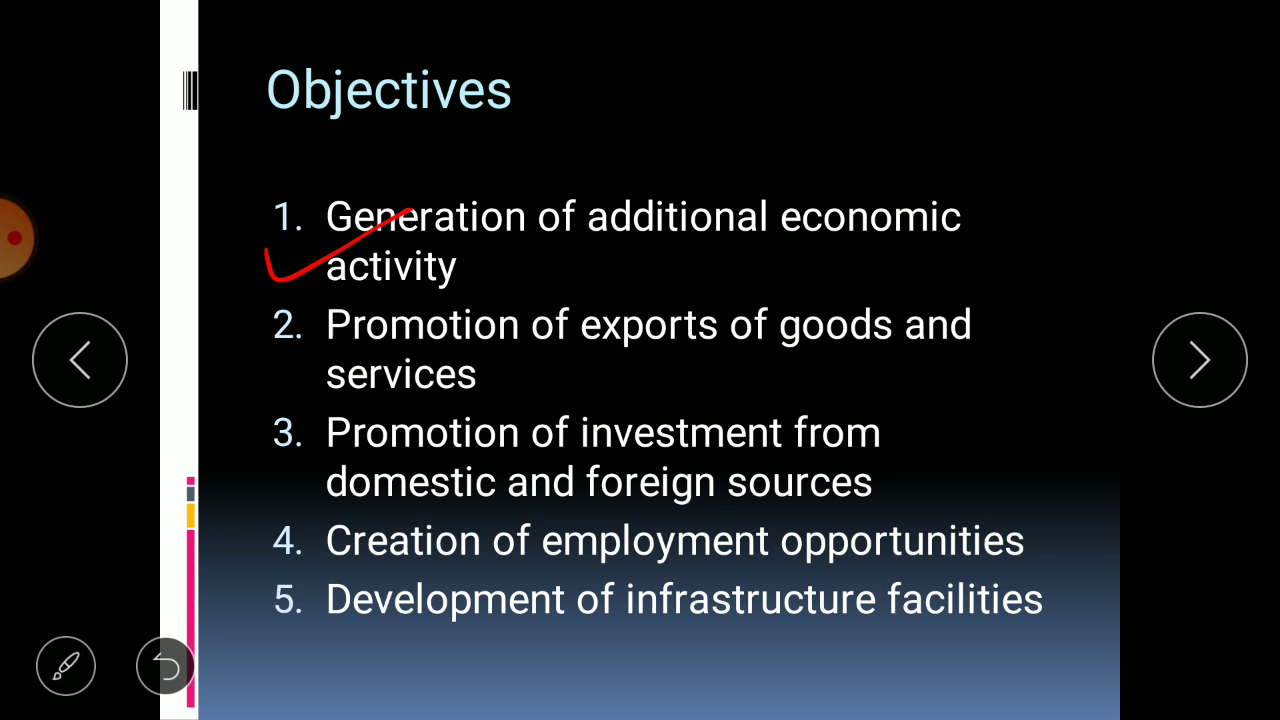 Objectives
1. Generation of additional economic
activity
2. Promotion of exports of goods and
services
3. Promotion of investment from
domestic and foreign sources
4. Creation of employment opportunities
5. Development of infrastructure facilities